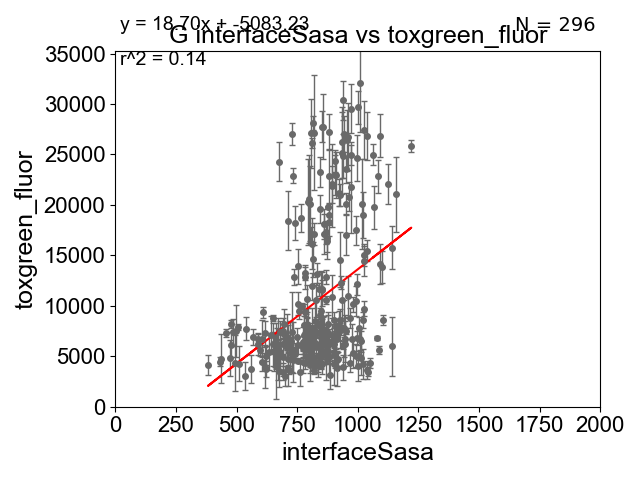 y = 18.70x + -5083.23
N = 296
G interfaceSasa vs toxgreen_fluor
r^2 = 0.14
35000
30000
25000
20000
15000
10000
5000
0
toxgreen_fluor
0 250 500 750 1000 1250 1500 1750 2000
interfaceSasa